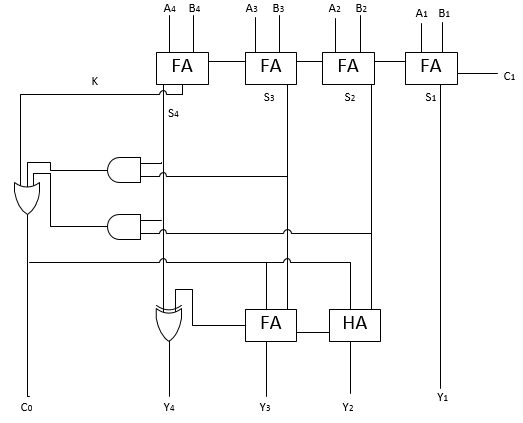 A4 B4 A3 B3 A2 B2 A1 B1
FA FA FA FA
C1
K
S4 S3 S2 S1
FA HA
C0 Y4 Y3 Y2 Y1